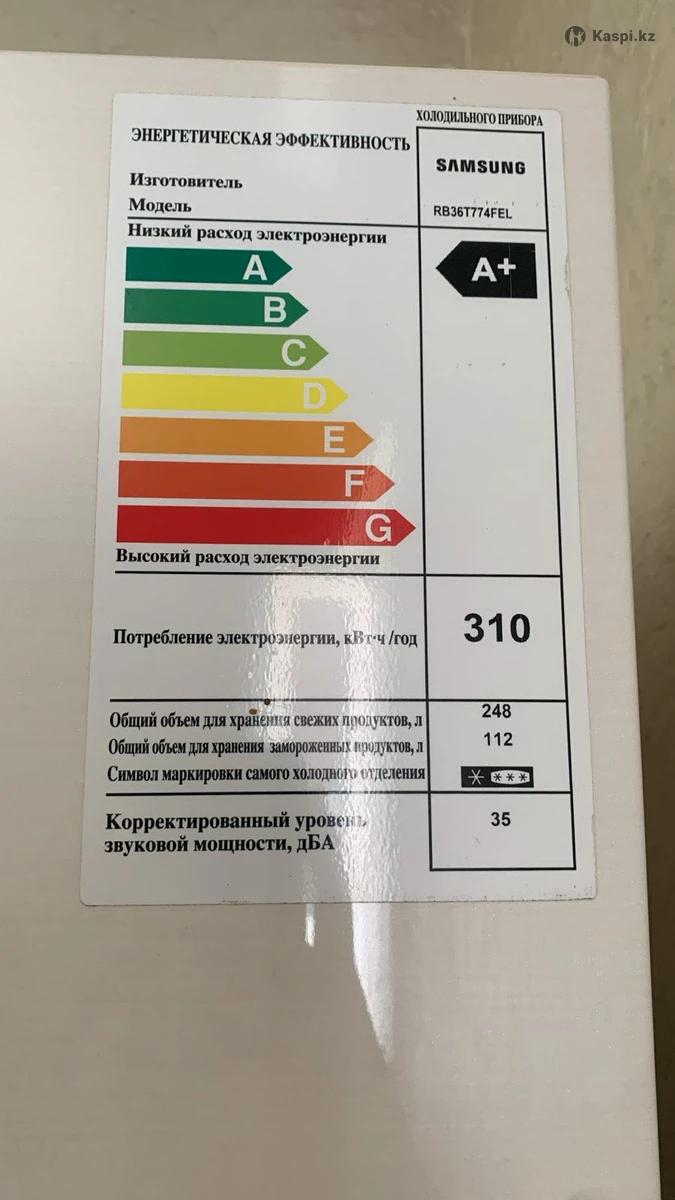 Kaspi.kz
ЭНЕРГЕТИЧЕСКАЯ ЭФФЕКТИВНОСТЬ ХОЛОДИЛЬНОГО ПРИБОРА
Изготовитель SAMSUNG
Модель RB36T774FEL
Низкий расход электроэнергии
A A+
B
C
D
E
F
G
Высокий расход электроэнергии
Потребление электроэнергии, кВт·ч /год 310
Общий объем для хранения свежих продуктов, л 248
Общий объем для хранения замороженных продуктов, л 112
Символ маркировки самого холодного отделения * ***
Корректированный уровень 35
звуковой мощности, дБА